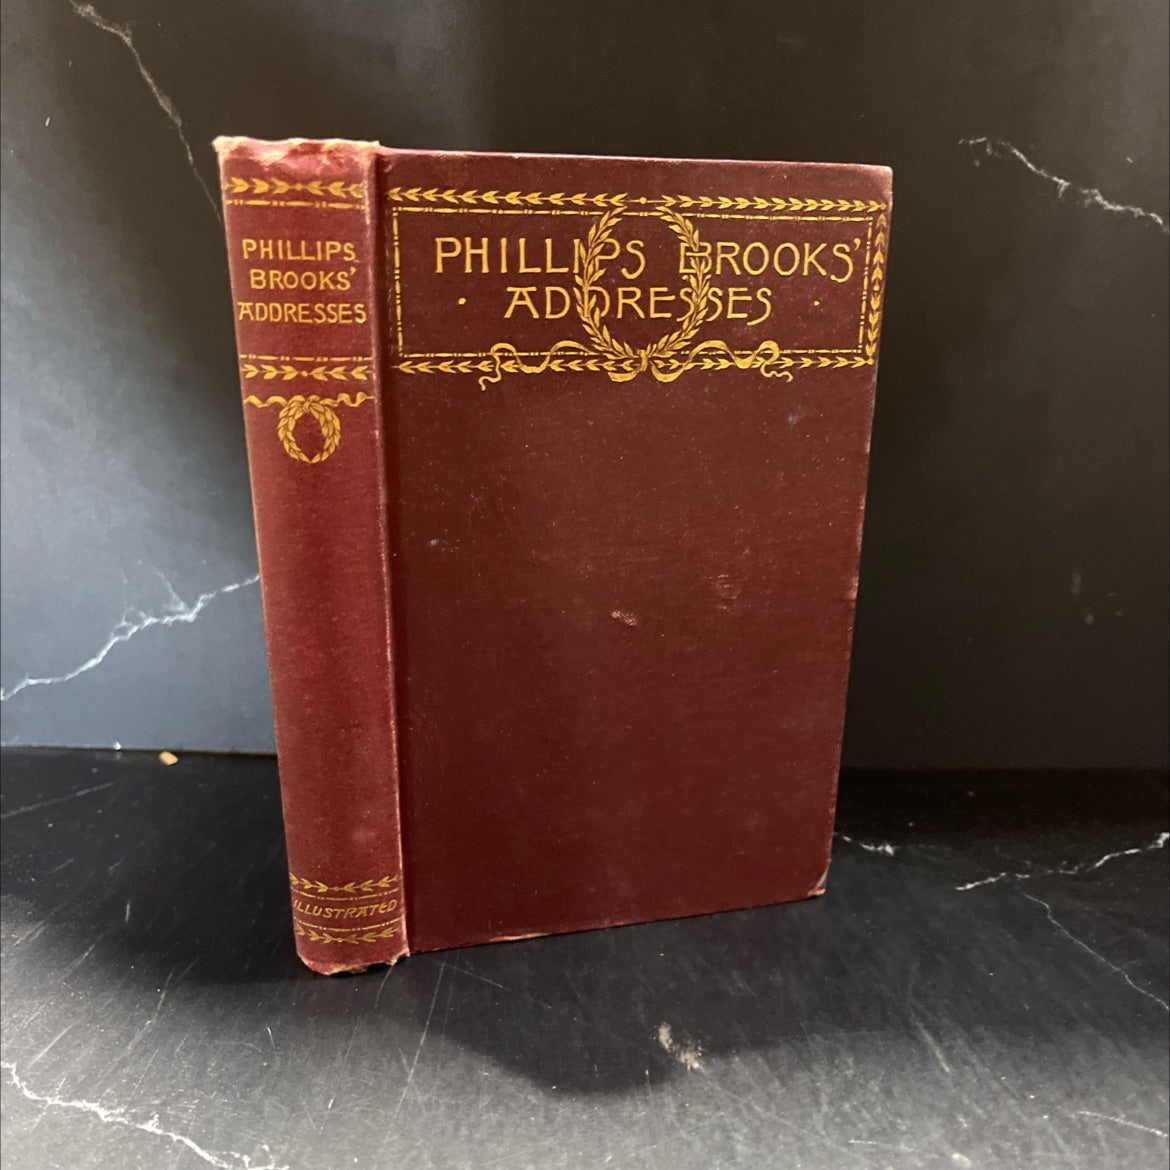 PHILLIPS
BROOKS'
ADDRESSES
ILLUSTRATED
PHILLIPS BROOKS'
· ADDRESSES ·